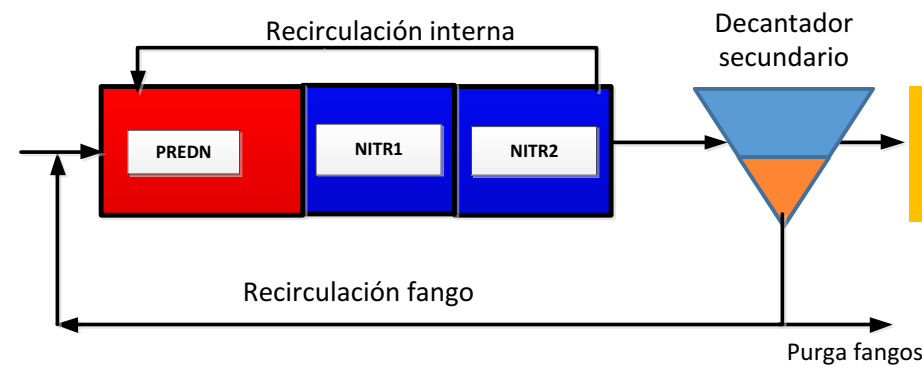 Recirculación interna
Decantador
secundario
PREDN
NITR1
NITR2
Recirculación fango
Purga fangos